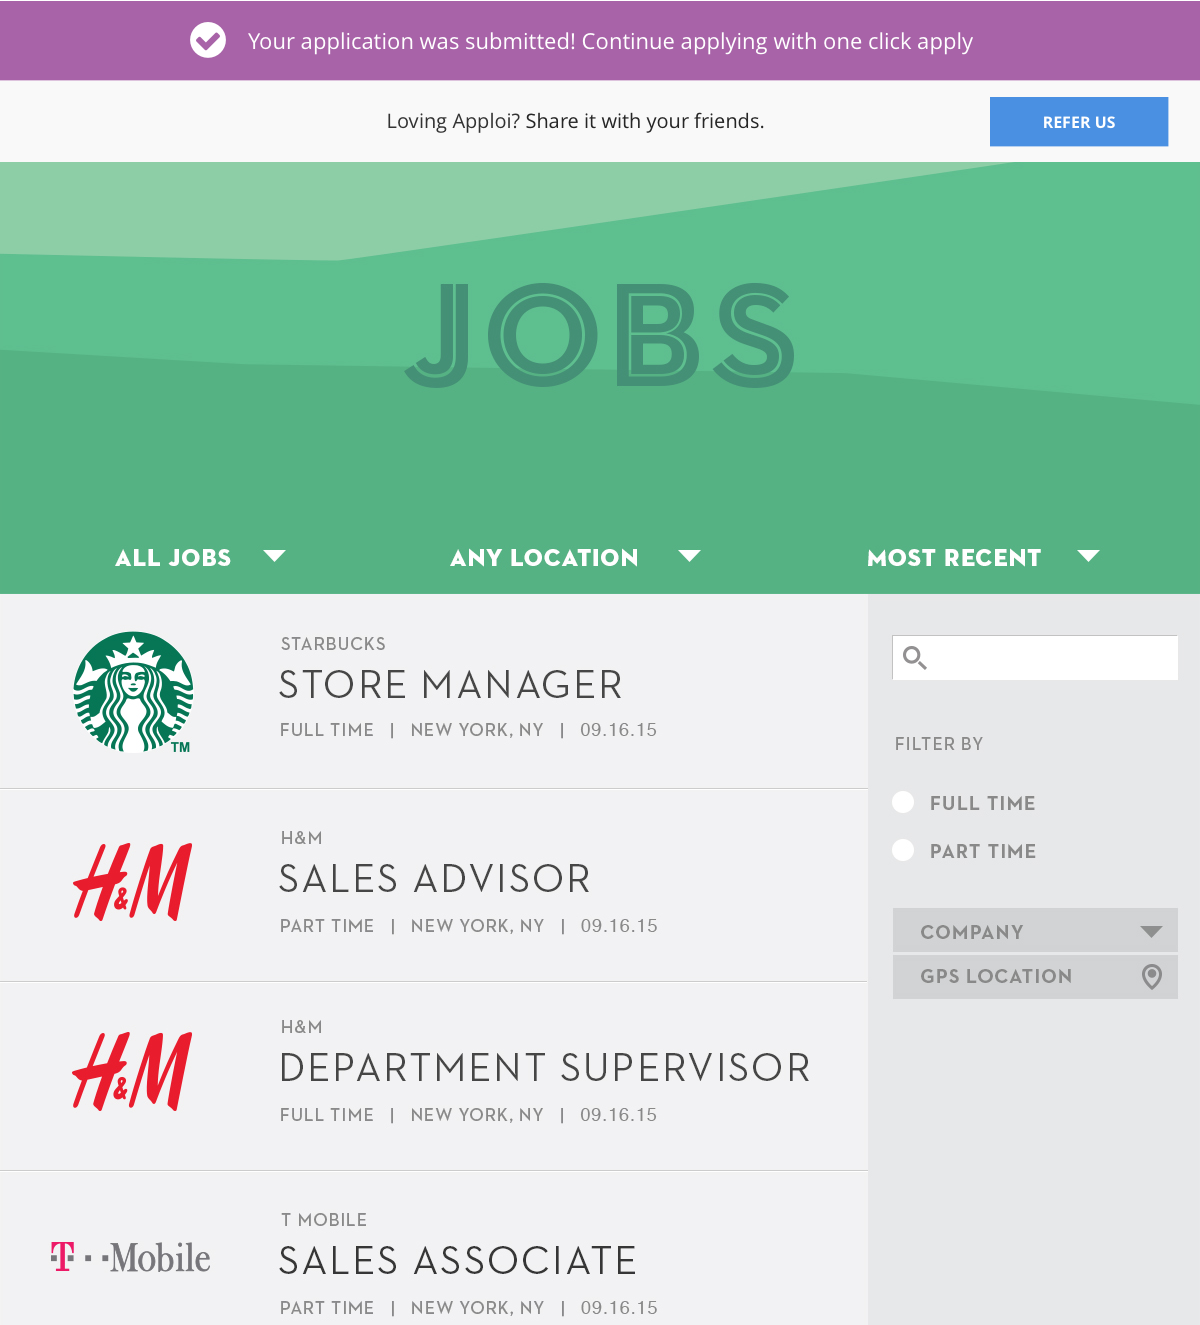 Your application was submitted! Continue applying with one click apply
Loving Apploi? Share it with your friends.
REFER US
JOBS
ALL JOBS
ANY LOCATION
MOST RECENT
STARBUCKS
STORE MANAGER
FULL TIME | NEW YORK, NY | 09.16.15
TM
H&M
H&M
SALES ADVISOR
PART TIME | NEW YORK, NY | 09.16.15
H&M
H&M
DEPARTMENT SUPERVISOR
FULL TIME | NEW YORK, NY | 09.16.15
T MOBILE
T··Mobile
SALES ASSOCIATE
PART TIME | NEW YORK, NY | 09.16.15
FILTER BY
FULL TIME
PART TIME
COMPANY
GPS LOCATION